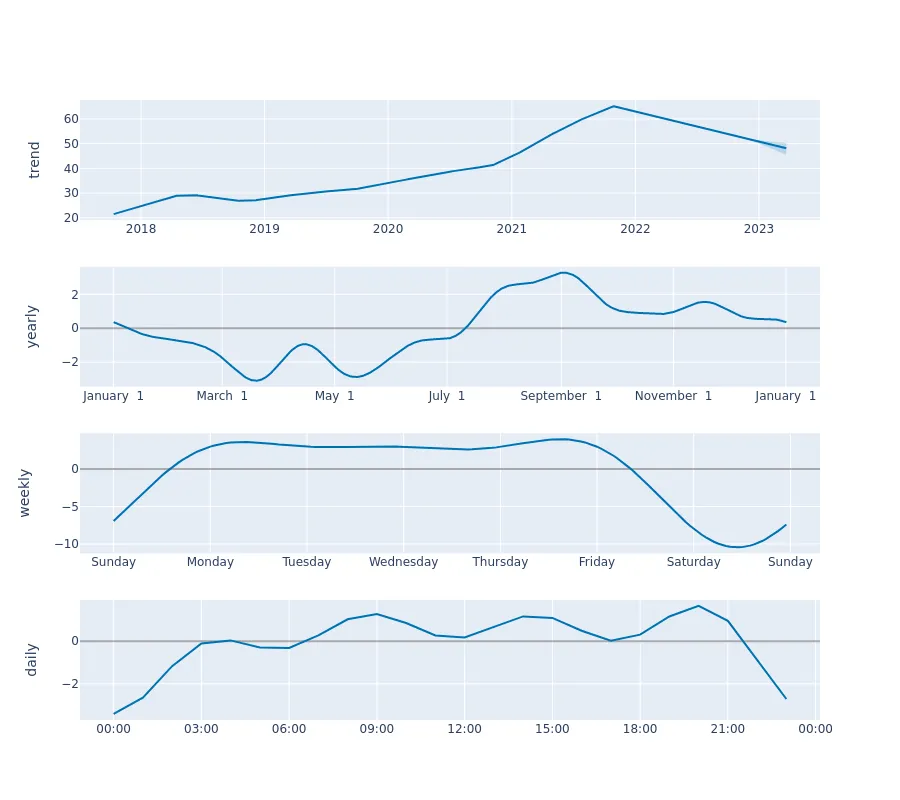 trend
60
50
40
30
20
2018 2019 2020 2021 2022 2023
yearly
2
0
−2
January 1 March 1 May 1 July 1 September 1 November 1 January 1
weekly
0
−5
−10
Sunday Monday Tuesday Wednesday Thursday Friday Saturday Sunday
daily
0
−2
00:00 03:00 06:00 09:00 12:00 15:00 18:00 21:00 00:00